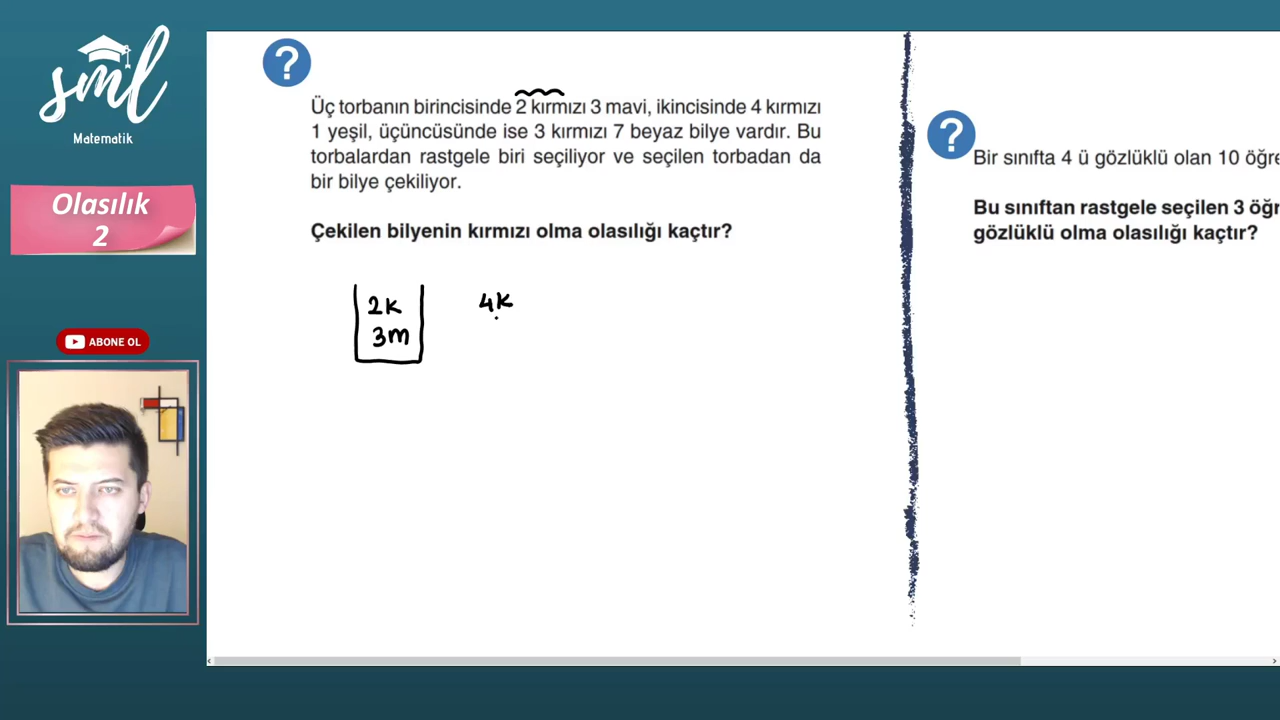 sml
Matematik
Olasılık
2
ABONE OL
?
Üç torbanın birincisinde 2 kırmızı 3 mavi, ikincisinde 4 kırmızı
1 yeşil, üçüncüsünde ise 3 kırmızı 7 beyaz bilye vardır. Bu
torbalardan rastgele biri seçiliyor ve seçilen torbadan da
bir bilye çekiliyor.
Çekilen bilyenin kırmızı olma olasılığı kaçtır?
2K
3m
4K
?
Bir sınıfta 4 ü gözlüklü olan 10 öğre
Bu sınıftan rastgele seçilen 3 öğr
gözlüklü olma olasılığı kaçtır?